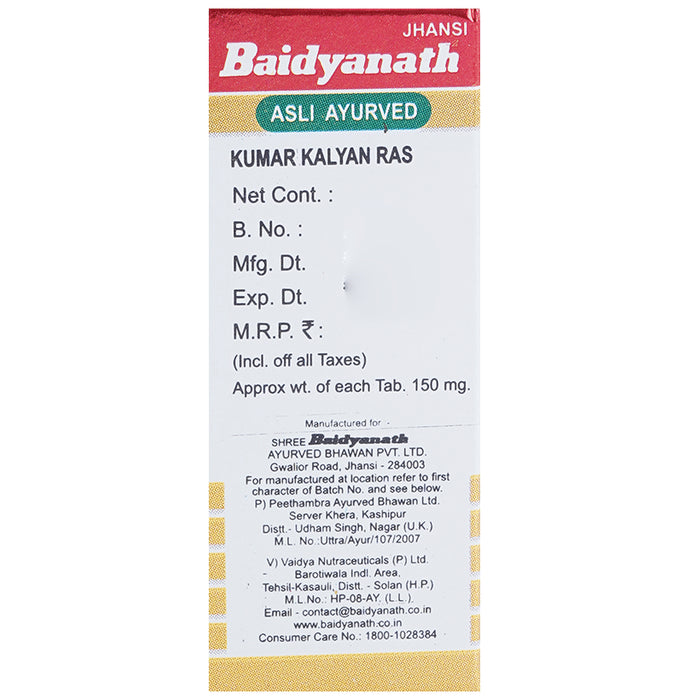 JHANSI
Baidyanath
ASLI AYURVED
KUMAR KALYAN RAS
Net Cont. :
B. No. :
Mfg. Dt.
Exp. Dt.
M.R.P. ₹ :
(Incl. off all Taxes)
Approx wt. of each Tab. 150 mg.
Manufactured for
SHREE Baidyanath
AYURVED BHAWAN PVT. LTD.
Gwalior Road, Jhansi - 284003
For manufactured at location refer to first
character of Batch No. and see below.
P) Peethambra Ayurved Bhawan Ltd.
Server Khera, Kashipur
Distt.- Udham Singh, Nagar (U.K.)
M.L. No.:Uttra/Ayur/107/2007
V) Vaidya Nutraceuticals (P) Ltd.
Barotiwala Indl. Area,
Tehsil-Kasauli, Distt. - Solan (H.P.)
M.L.No.: HP-08-AY. (L.L.)
Email - contact@baidyanath.co.in
www.baidyanath.co.in
Consumer Care No.: 1800-1028384